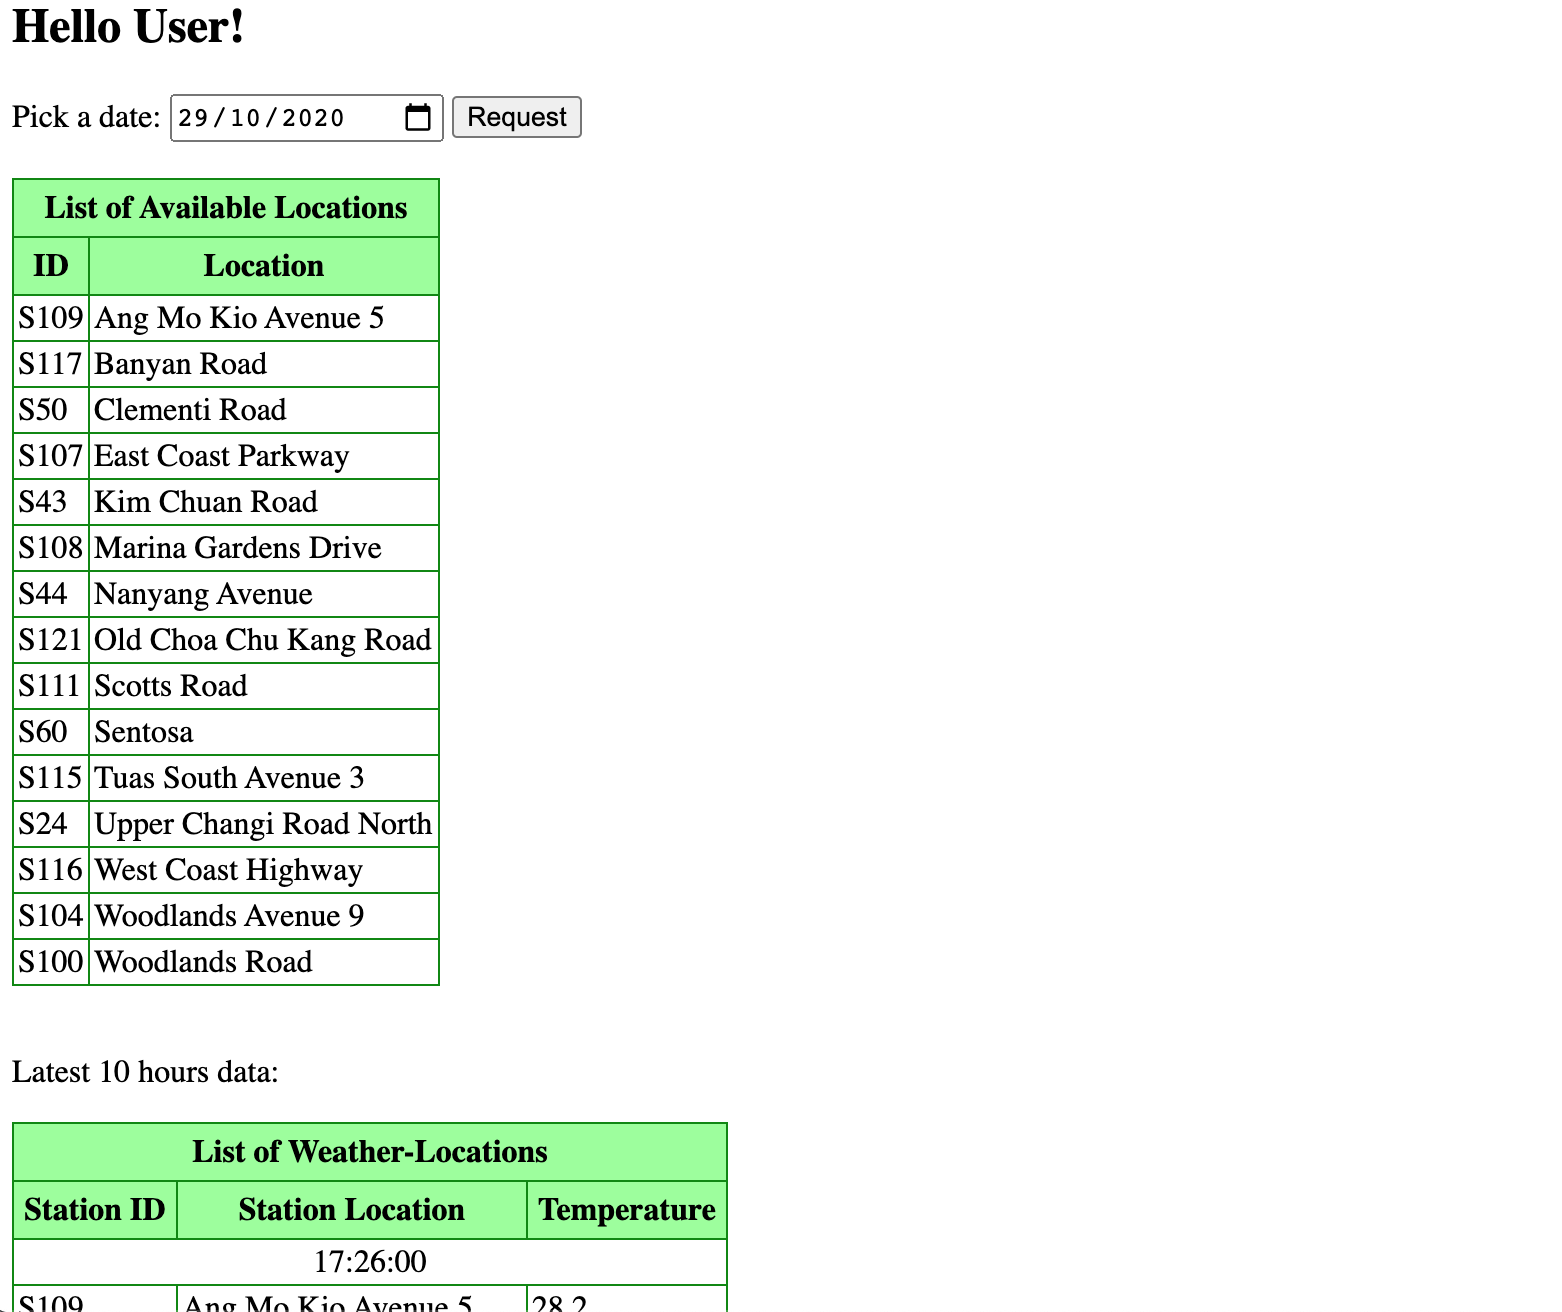 Hello User!
Pick a date: 29/10/2020 Request
List of Available Locations
ID Location
S109 Ang Mo Kio Avenue 5
S117 Banyan Road
S50 Clementi Road
S107 East Coast Parkway
S43 Kim Chuan Road
S108 Marina Gardens Drive
S44 Nanyang Avenue
S121 Old Choa Chu Kang Road
S111 Scotts Road
S60 Sentosa
S115 Tuas South Avenue 3
S24 Upper Changi Road North
S116 West Coast Highway
S104 Woodlands Avenue 9
S100 Woodlands Road
Latest 10 hours data:
List of Weather-Locations
Station ID Station Location Temperature
17:26:00
S109 Ang Mo Kio Avenue 5 28.2